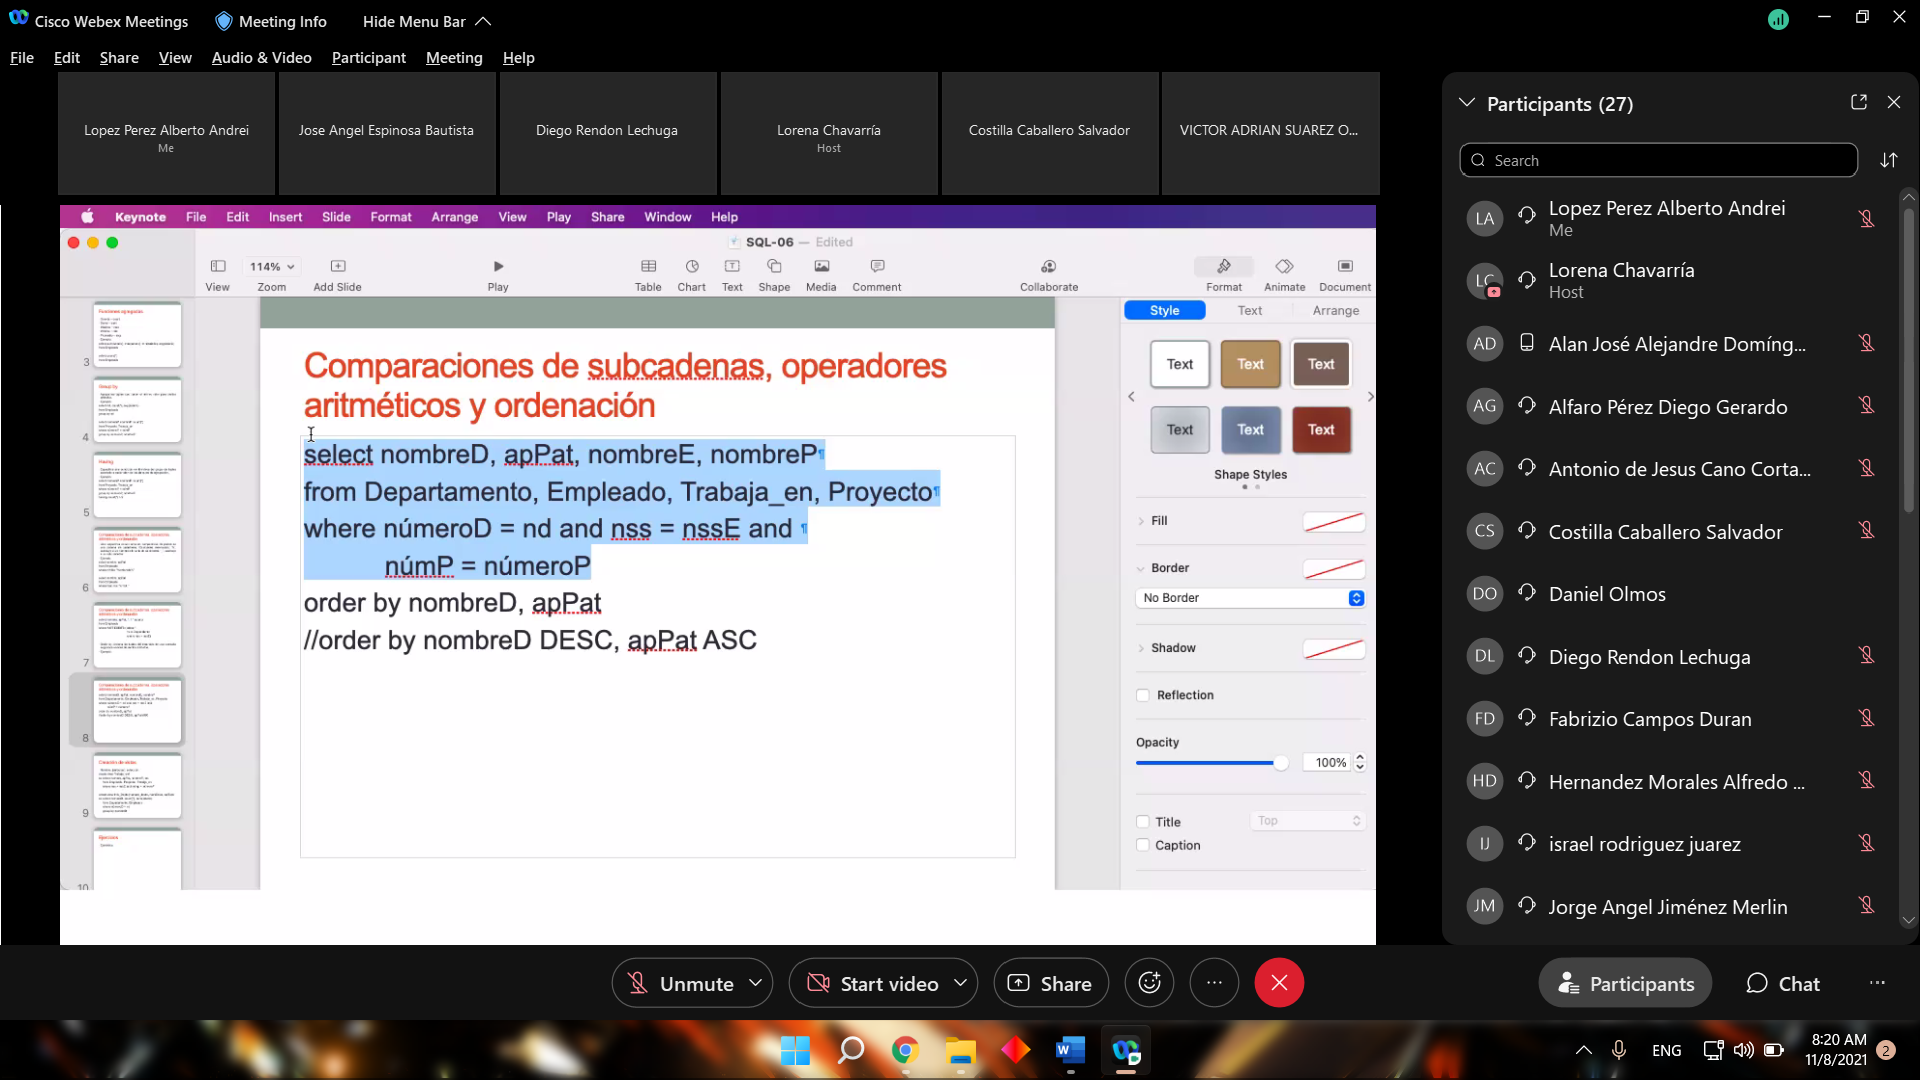 Cisco Webex Meetings
Meeting Info
Hide Menu Bar
File Edit Share View Audio & Video Participant Meeting Help
Lopez Perez Alberto Andrei
Me
Jose Angel Espinosa Bautista
Diego Rendon Lechuga
Lorena Chavarría
Host
Costilla Caballero Salvador
VICTOR ADRIAN SUAREZ O...
Keynote File Edit Insert Slide Format Arrange View Play Share Window Help
SQL-06 — Edited
114%
View Zoom Add Slide Play Table Chart Text Shape Media Comment Collaborate Format Animate Document
3
4
5
6
7
8
9
10
Comparaciones de subcadenas, operadores
aritméticos y ordenación
select nombreD, apPat, nombreE, nombreP¶
from Departamento, Empleado, Trabaja_en, Proyecto¶
where númeroD = nd and nss = nssE and ¶
númP = númeroP
order by nombreD, apPat
//order by nombreD DESC, apPat ASC
Style Text Arrange
Text Text Text
Text Text Text
Shape Styles
Fill
Border
No Border
Shadow
Reflection
Opacity
100%
Title Top
Caption
Participants (27)
Search
LA Lopez Perez Alberto Andrei
Me
LC Lorena Chavarría
Host
AD Alan José Alejandre Domíng...
AG Alfaro Pérez Diego Gerardo
AC Antonio de Jesus Cano Corta...
CS Costilla Caballero Salvador
DO Daniel Olmos
DL Diego Rendon Lechuga
FD Fabrizio Campos Duran
HD Hernandez Morales Alfredo ...
IJ israel rodriguez juarez
JM Jorge Angel Jiménez Merlin
Unmute
Start video
Share
Participants
Chat
ENG
8:20 AM
11/8/2021
2